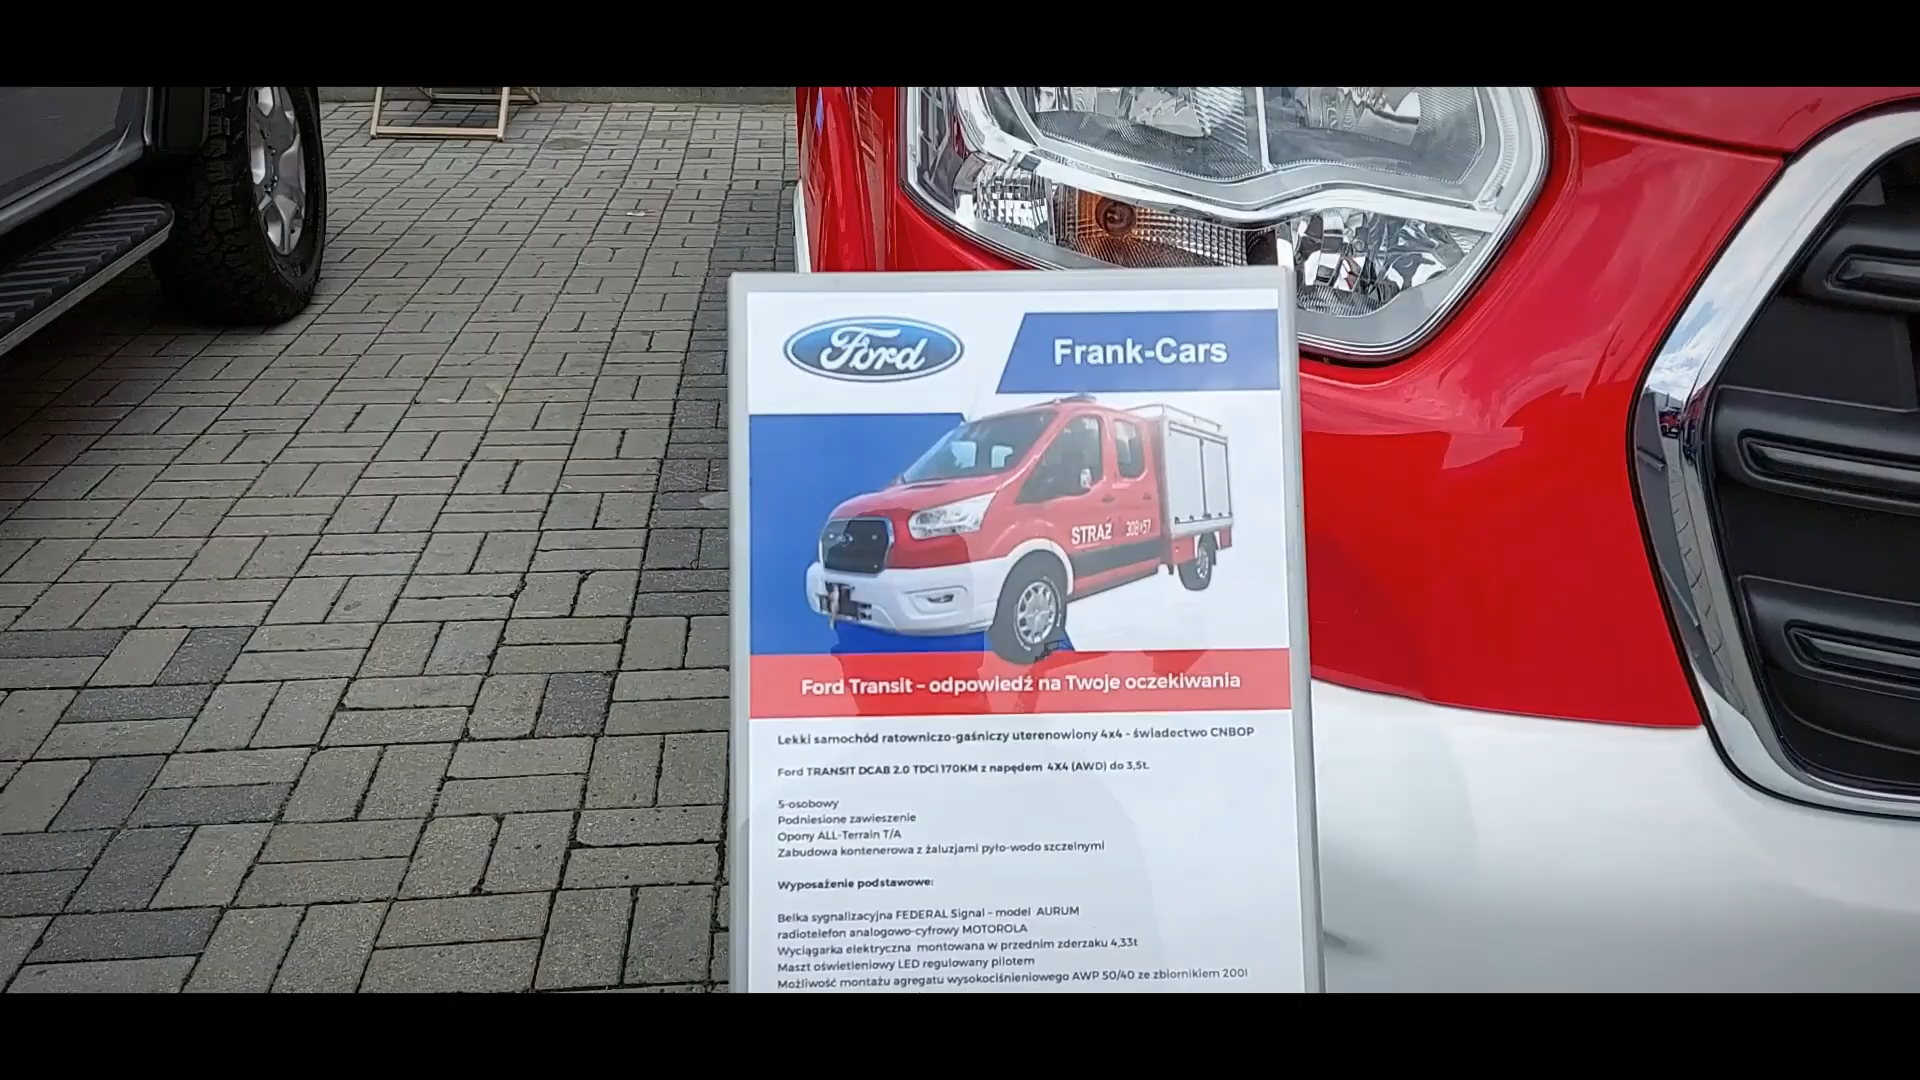 Ford
Frank-Cars
STRAŻ 308 57
Ford Transit – odpowiedź na Twoje oczekiwania
Lekki samochód ratowniczo-gaśniczy uterenowiony 4x4 - świadectwo CNBOP
Ford TRANSIT DCAB 2.0 TDCi 170KM z napędem 4X4 (AWD) do 3,5t.
5-osobowy
Podniesione zawieszenie
Opony ALL-Terrain T/A
Zabudowa kontenerowa z żaluzjami pyło-wodo szczelnymi
Wyposażenie podstawowe:
Belka sygnalizacyjna FEDERAL Signal – model AURUM
radiotelefon analogowo-cyfrowy MOTOROLA
Wyciągarka elektryczna montowana w przednim zderzaku 4,33t
Maszt oświetleniowy LED regulowany pilotem
Możliwość montażu agregatu wysokociśnieniowego AWP 50/40 ze zbiornikiem 200l